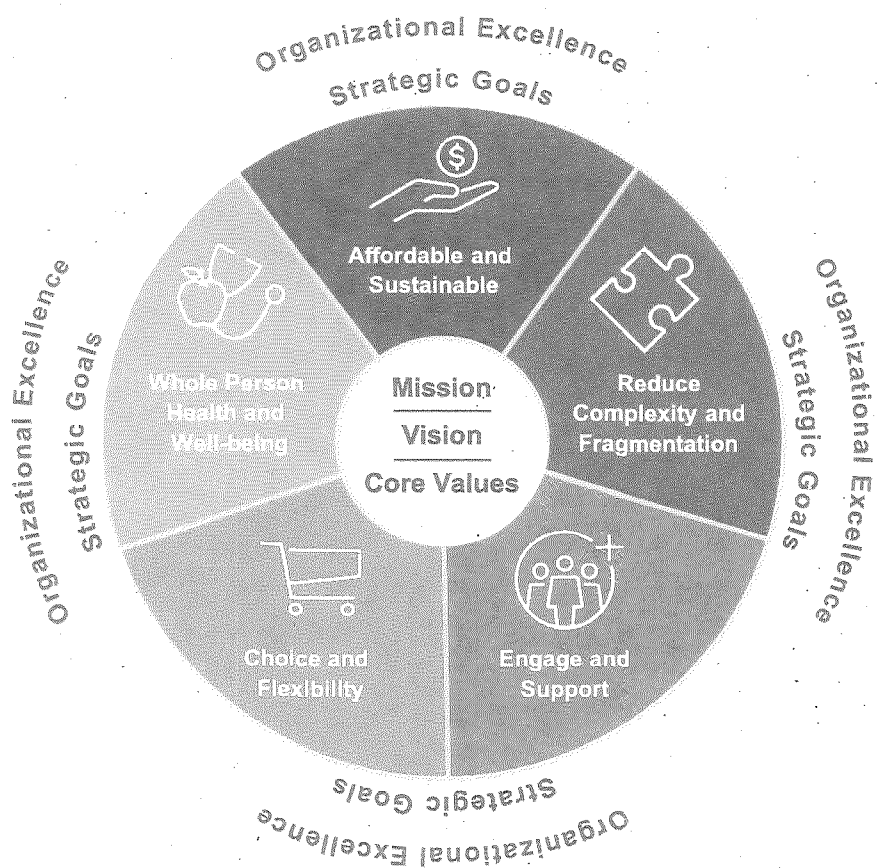 Organizational Excellence
Strategic Goals
$
Affordable and
Sustainable
Organizational Excellence
Strategic Goals
Whole Person
Health and
Well-being
Mission
Vision
Core Values
Reduce
Complexity and
Fragmentation
Organizational Excellence
Strategic Goals
Choice and
Flexibility
Engage and
Support
Strategic Goals
Organizational Excellence